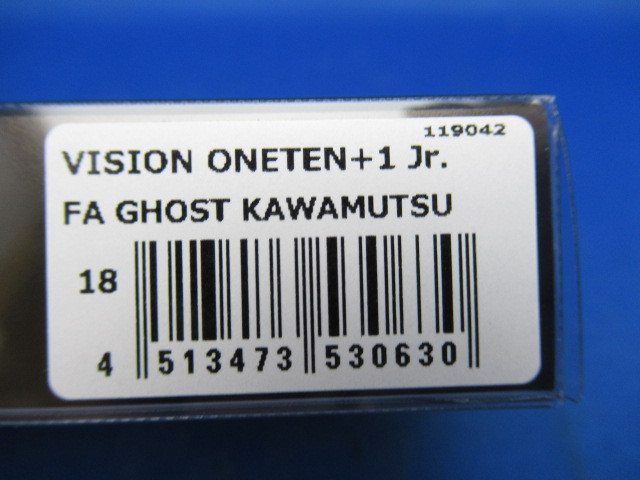 119042
VISION ONETEN+1 Jr.
FA GHOST KAWAMUTSU
18
4 513473 530630